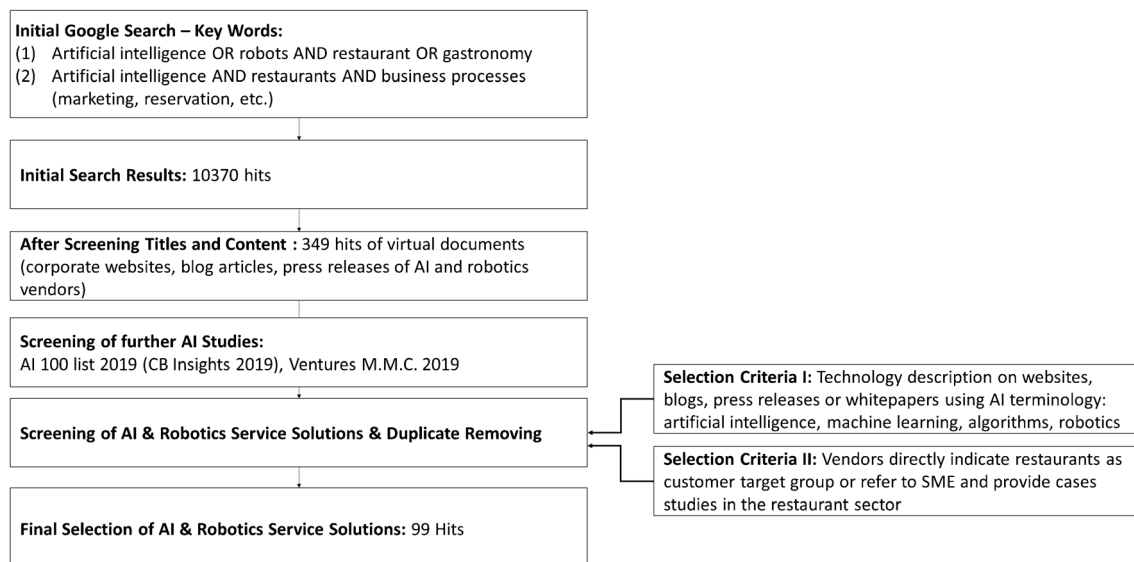 Initial Google Search – Key Words:
(1) Artificial intelligence OR robots AND restaurant OR gastronomy
(2) Artificial intelligence AND restaurants AND business processes
(marketing, reservation, etc.)
Initial Search Results: 10370 hits
After Screening Titles and Content : 349 hits of virtual documents
(corporate websites, blog articles, press releases of AI and robotics
vendors)
Screening of further AI Studies:
AI 100 list 2019 (CB Insights 2019), Ventures M.M.C. 2019
Selection Criteria I: Technology description on websites,
blogs, press releases or whitepapers using AI terminology:
artificial intelligence, machine learning, algorithms, robotics
Screening of AI & Robotics Service Solutions & Duplicate Removing
Selection Criteria II: Vendors directly indicate restaurants as
customer target group or refer to SME and provide cases
studies in the restaurant sector
Final Selection of AI & Robotics Service Solutions: 99 Hits